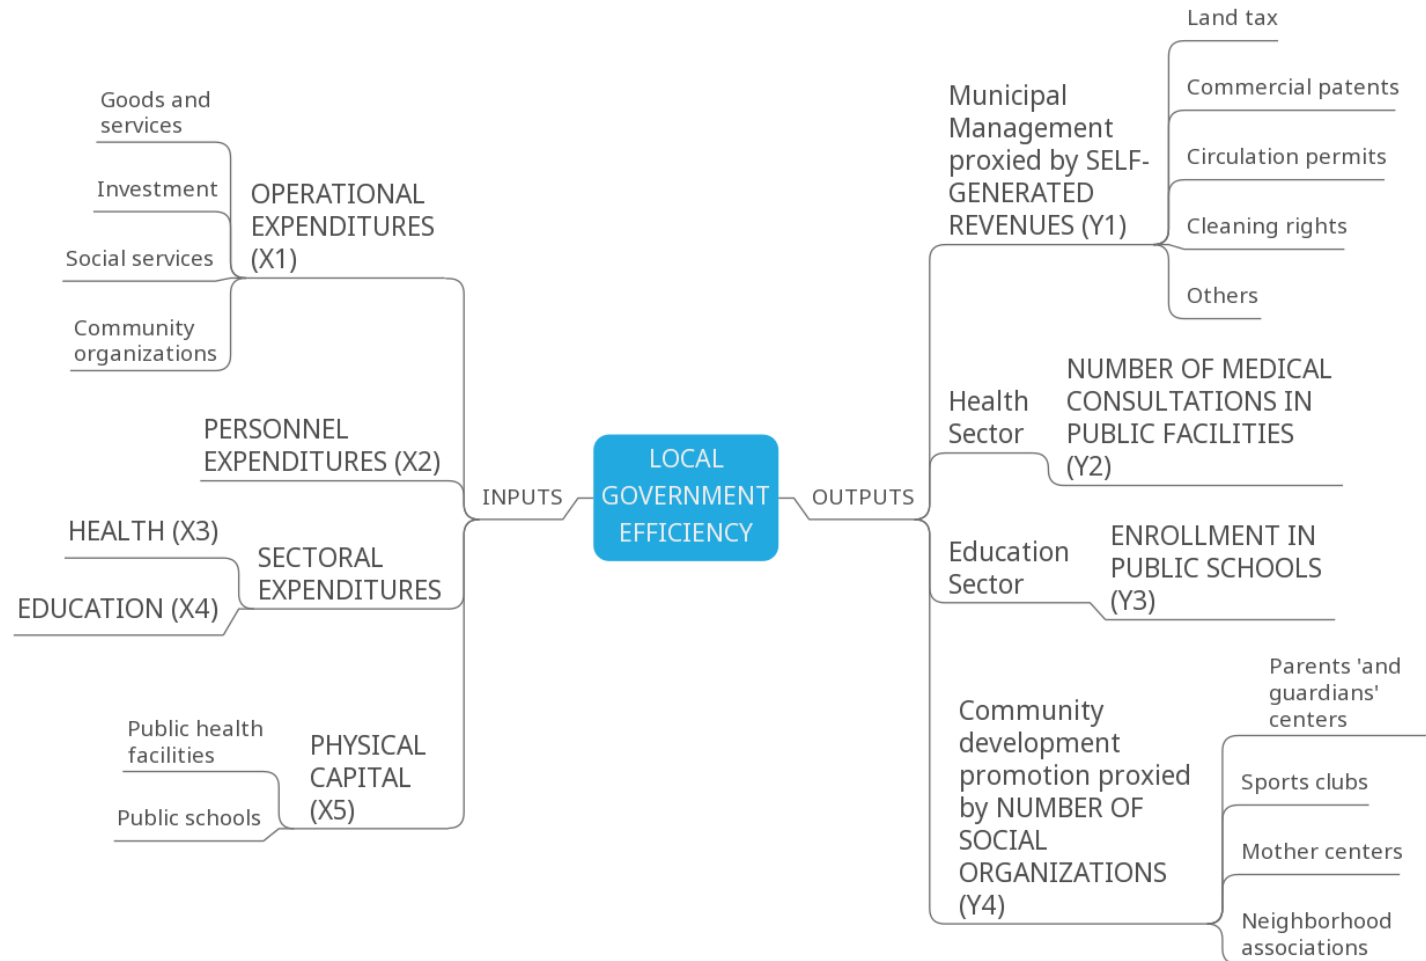 LOCAL
GOVERNMENT
EFFICIENCY
INPUTS
OPERATIONAL
EXPENDITURES
(X1)
Goods and
services
Investment
Social services
Community
organizations
PERSONNEL
EXPENDITURES (X2)
SECTORAL
EXPENDITURES
HEALTH (X3)
EDUCATION (X4)
PHYSICAL
CAPITAL
(X5)
Public health
facilities
Public schools
OUTPUTS
Municipal
Management
proxied by SELF-
GENERATED
REVENUES (Y1)
Land tax
Commercial patents
Circulation permits
Cleaning rights
Others
Health
Sector
NUMBER OF MEDICAL
CONSULTATIONS IN
PUBLIC FACILITIES
(Y2)
Education
Sector
ENROLLMENT IN
PUBLIC SCHOOLS
(Y3)
Community
development
promotion proxied
by NUMBER OF
SOCIAL
ORGANIZATIONS
(Y4)
Parents 'and
guardians'
centers
Sports clubs
Mother centers
Neighborhood
associations